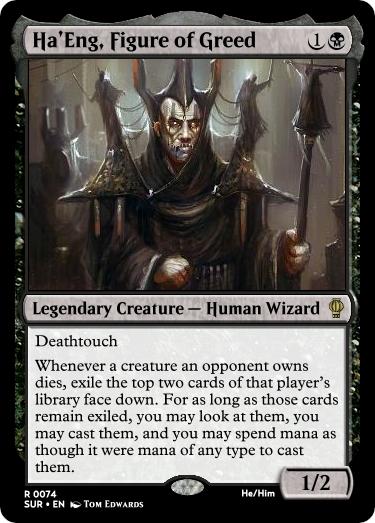 Ha'Eng, Figure of Greed 1
Legendary Creature — Human Wizard
Deathtouch
Whenever a creature an opponent owns
dies, exile the top two cards of that player's
library face down. For as long as those cards
remain exiled, you may look at them, you
may cast them, and you may spend mana as
though it were mana of any type to cast
them.
1/2
R 0074
He/Him
SUR • EN Tom Edwards